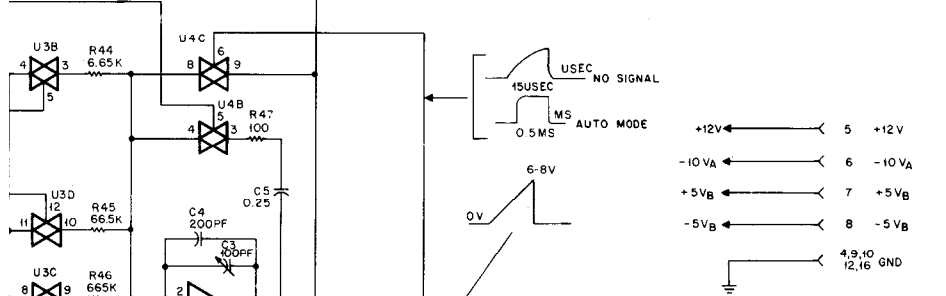 U3B
4
3
5
R44
6.65K
U4C
6
8
9
U4B
5
4
3
R47
100
C5
0.25
U3D
12
11
10
R45
66.5K
C4
200PF
C3
100PF
U3C
8
9
R46
665K
2
USEC
NO SIGNAL
15USEC
MS
0.5MS
AUTO MODE
6-8V
0V
+12V 5 +12V
-10VA 6 -10VA
+5VB 7 +5VB
-5VB 8 -5VB
4,9,10
12,16 GND